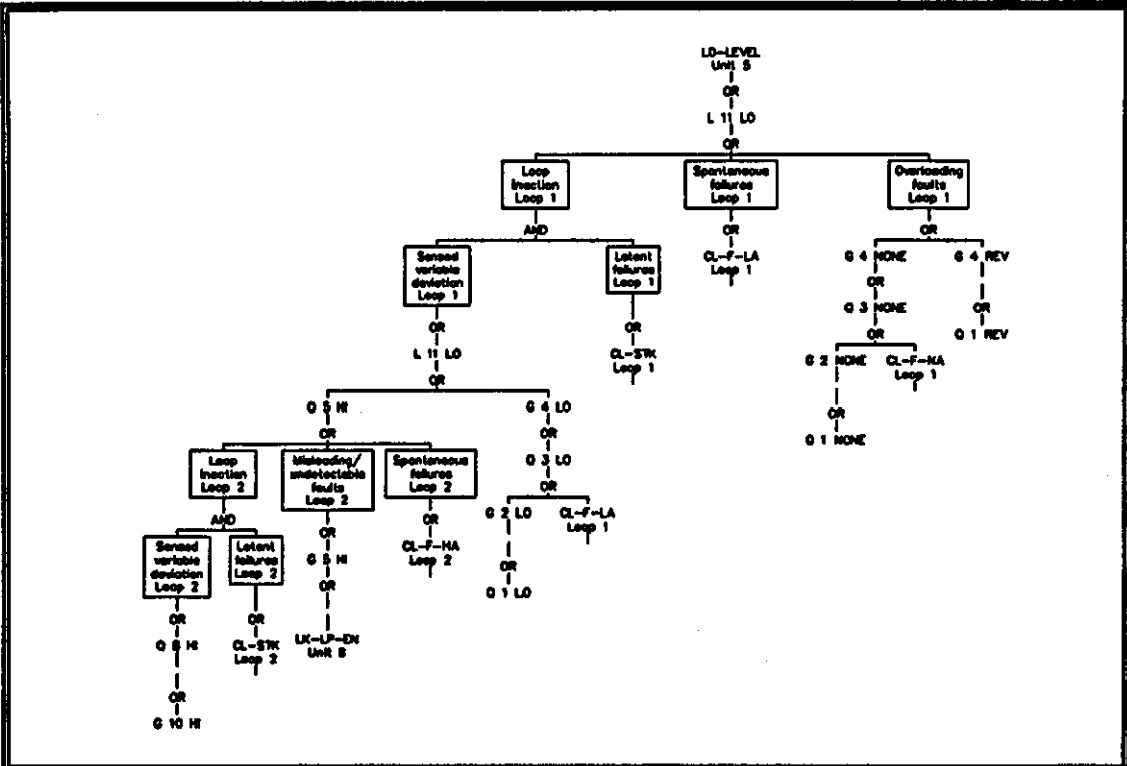 LO-LEVEL
Unit 5
OR
L 11 LO
OR
Loop
Inaction
Loop 1
Spontaneous
failures
Loop 1
Overloading
faults
Loop 1
AND
OR
OR
Sensed
variable
deviation
Loop 1
Latent
failures
Loop 1
CL-F-LA
Loop 1
G 4 NONE
G 4 REV
OR
OR
OR
Q 3 NONE
OR
Q 1 REV
L 11 LO
CL-STK
Loop 1
OR
G 2 NONE
CL-F-HA
Loop 1
OR
Q 5 HI
G 4 LO
OR
Q 1 NONE
OR
OR
Loop
Inaction
Loop 2
Misleading/
undetectable
faults
Loop 2
Spontaneous
failures
Loop 2
Q 3 LO
OR
AND
OR
OR
G 2 LO
CL-F-LA
Loop 1
Sensed
variable
deviation
Loop 2
Latent
failures
Loop 2
G 5 HI
CL-F-HA
Loop 2
OR
OR
Q 1 LO
OR
OR
Q 8 HI
CL-STK
Loop 2
LK-LP-EN
Unit 8
OR
G 10 HI